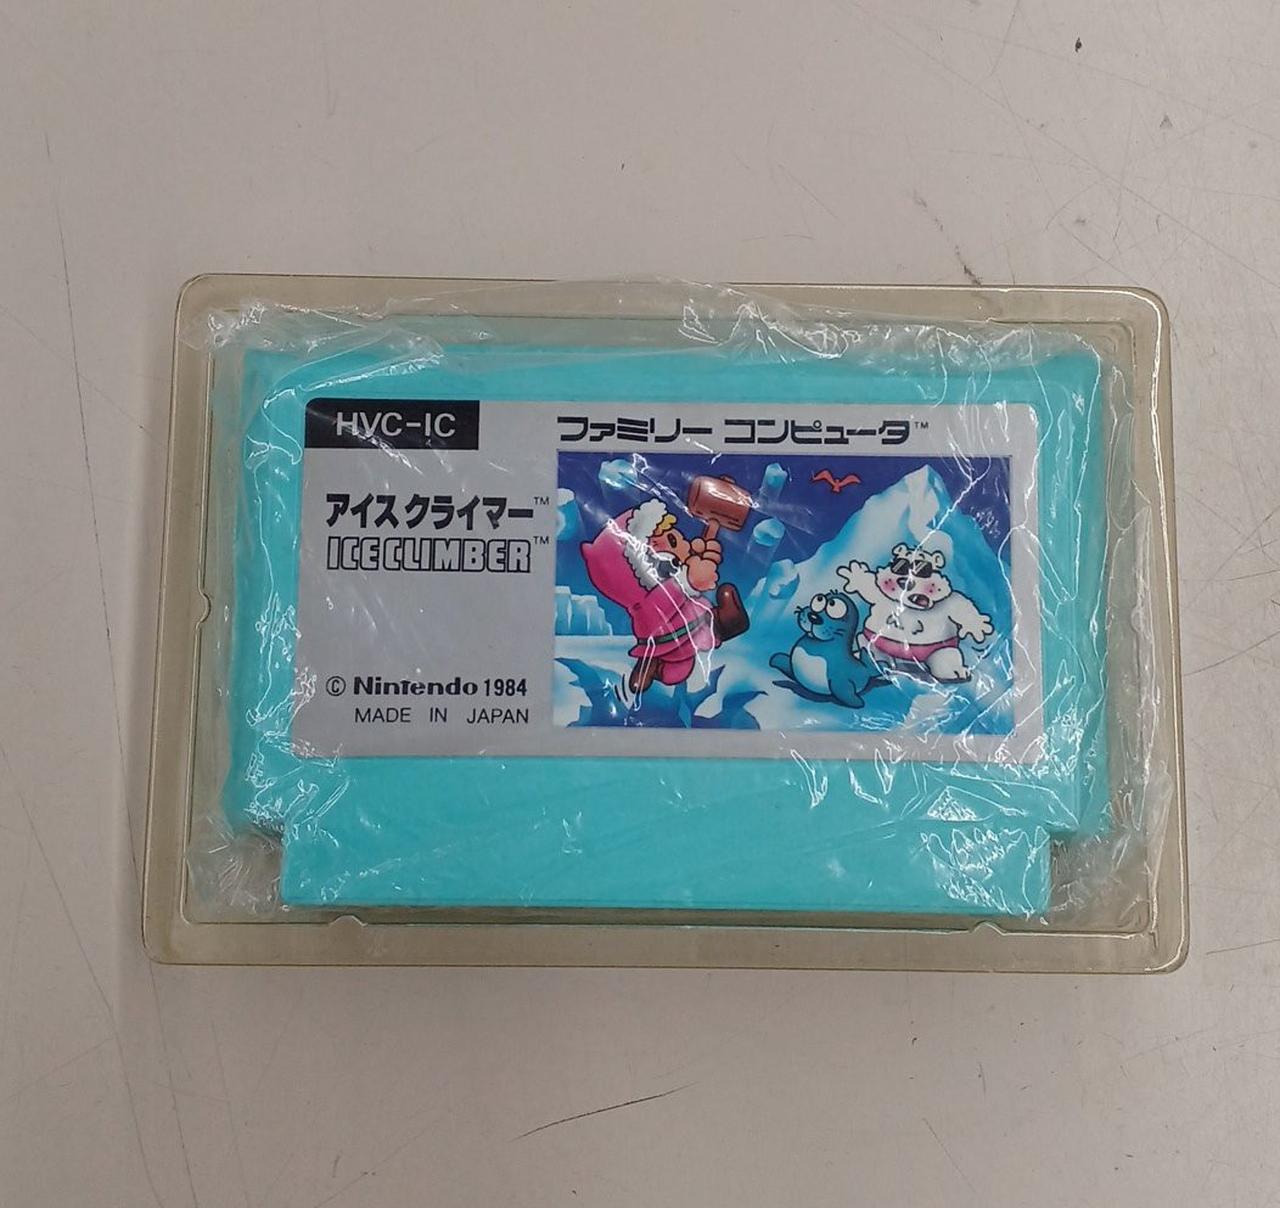 HVC-IC
ファミリー コンピュータ™
アイスクライマー™
ICE CLIMBER™
© Nintendo 1984
MADE IN JAPAN